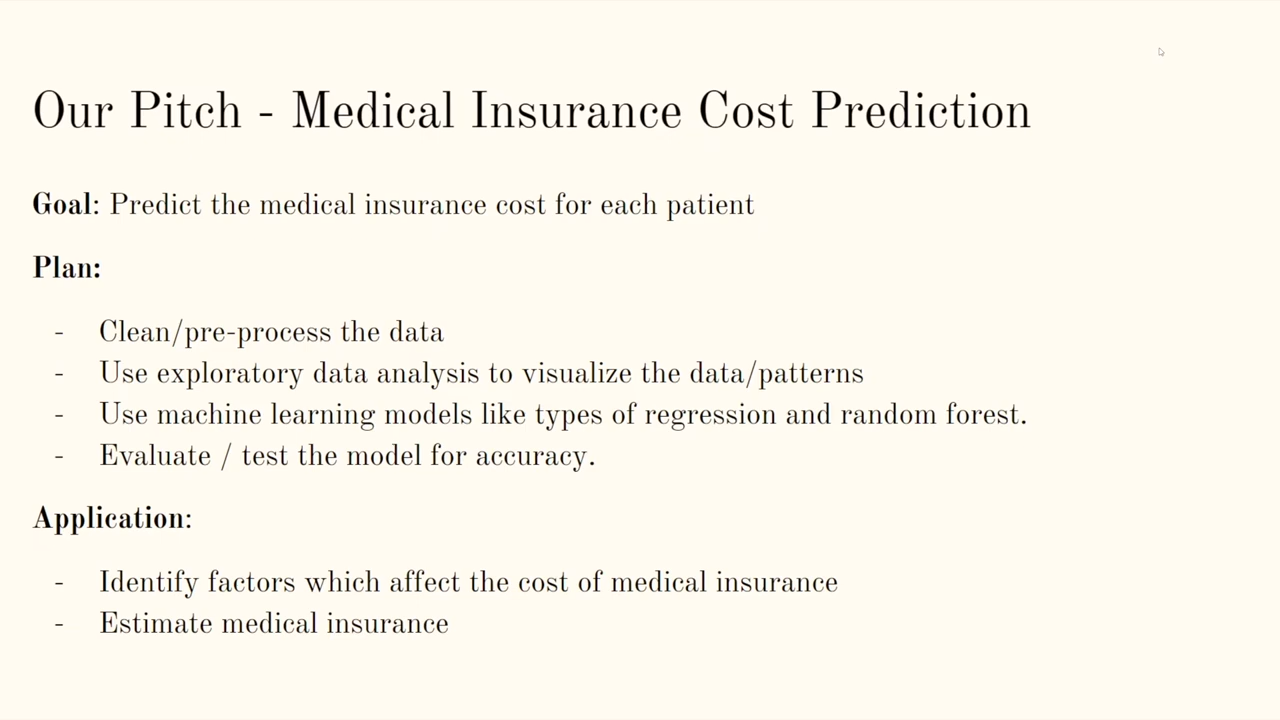 Our Pitch - Medical Insurance Cost Prediction
Goal: Predict the medical insurance cost for each patient
Plan:
- Clean/pre-process the data
- Use exploratory data analysis to visualize the data/patterns
- Use machine learning models like types of regression and random forest.
- Evaluate / test the model for accuracy.
Application:
- Identify factors which affect the cost of medical insurance
- Estimate medical insurance